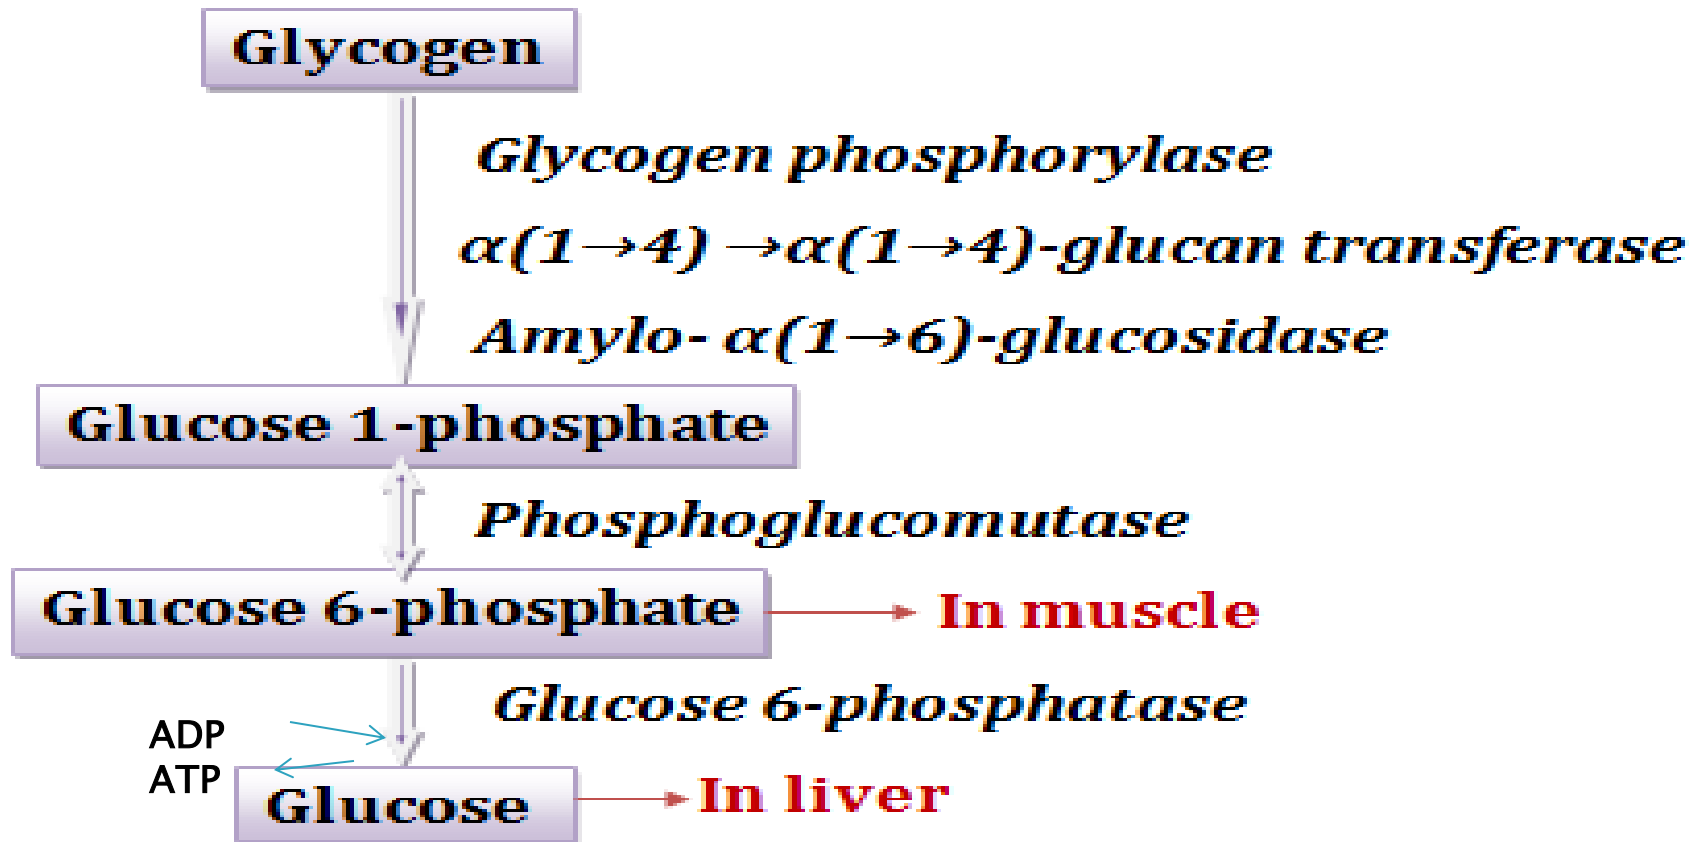 Glycogen
Glycogen phosphorylase
α(1→4) →α(1→4)-glucan transferase
Amylo- α(1→6)-glucosidase
Glucose 1-phosphate
Phosphoglucomutase
Glucose 6-phosphate
In muscle
Glucose 6-phosphatase
ADP
ATP
Glucose
In liver